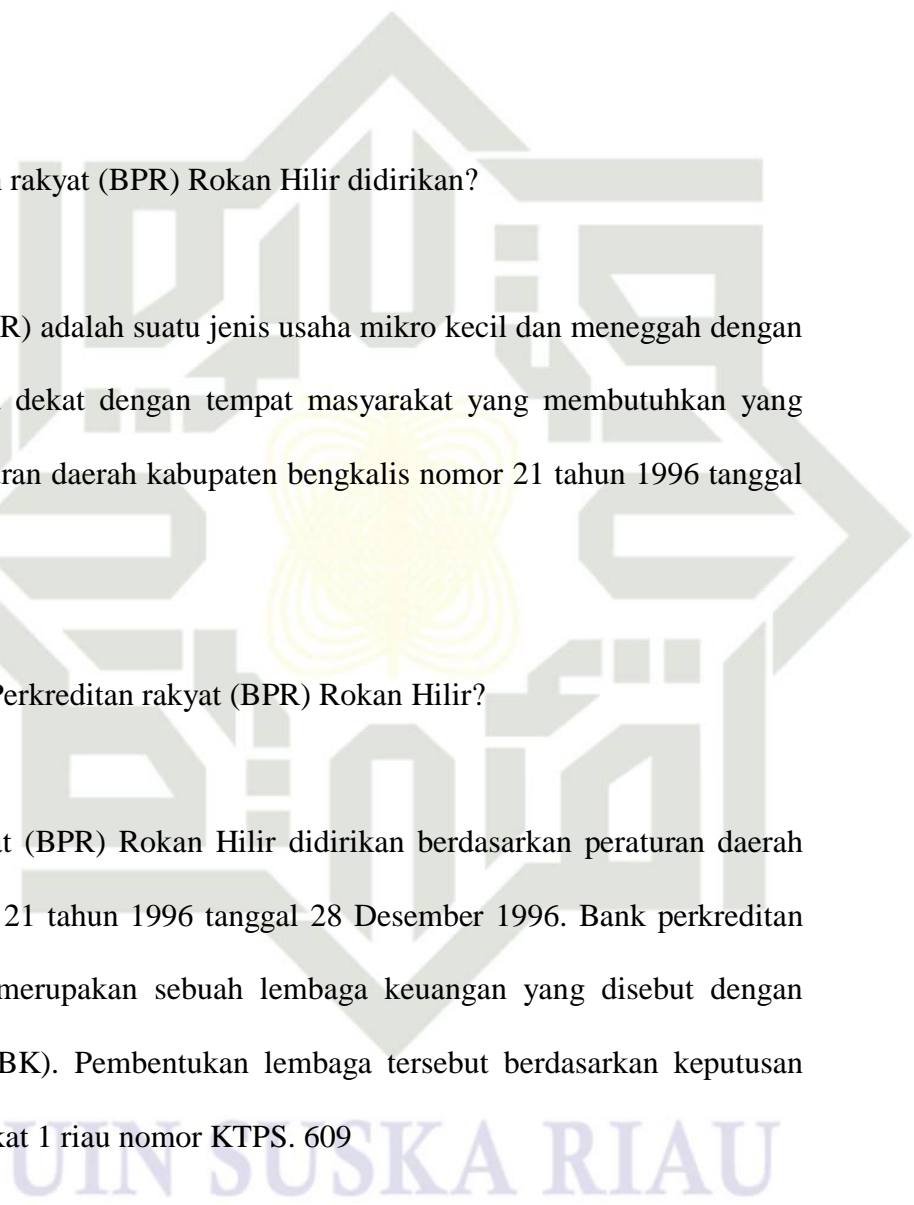 rakyat (BPR) Rokan Hilir didirikan?
R) adalah suatu jenis usaha mikro kecil dan meneggah dengan
dekat dengan tempat masyarakat yang membutuhkan yang
ran daerah kabupaten bengkalis nomor 21 tahun 1996 tanggal
Perkreditan rakyat (BPR) Rokan Hilir?
at (BPR) Rokan Hilir didirikan berdasarkan peraturan daerah
21 tahun 1996 tanggal 28 Desember 1996. Bank perkreditan
merupakan sebuah lembaga keuangan yang disebut dengan
BK). Pembentukan lembaga tersebut berdasarkan keputusan
kat 1 riau nomor KTPS. 609
UIN SUSKA RIAU